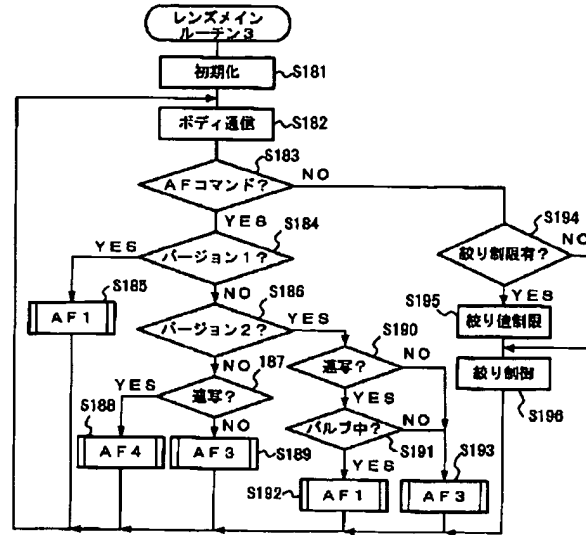 レンズメイン
ルーチン3
初期化
S181
ボディ通信
S182
S183
AFコマンド?
NO
YES
S184
YES
バージョン1?
S194
NO
絞り制限有?
S185
AF1
NO
S186
バージョン2?
YES
S195
YES
絞り値制限
S190
連写?
NO
絞り制御
S196
NO
187
YES
連写?
YES
バルブ中?
NO
S191
S188
AF4
NO
AF3
S189
YES
S193
S192
AF1
AF3